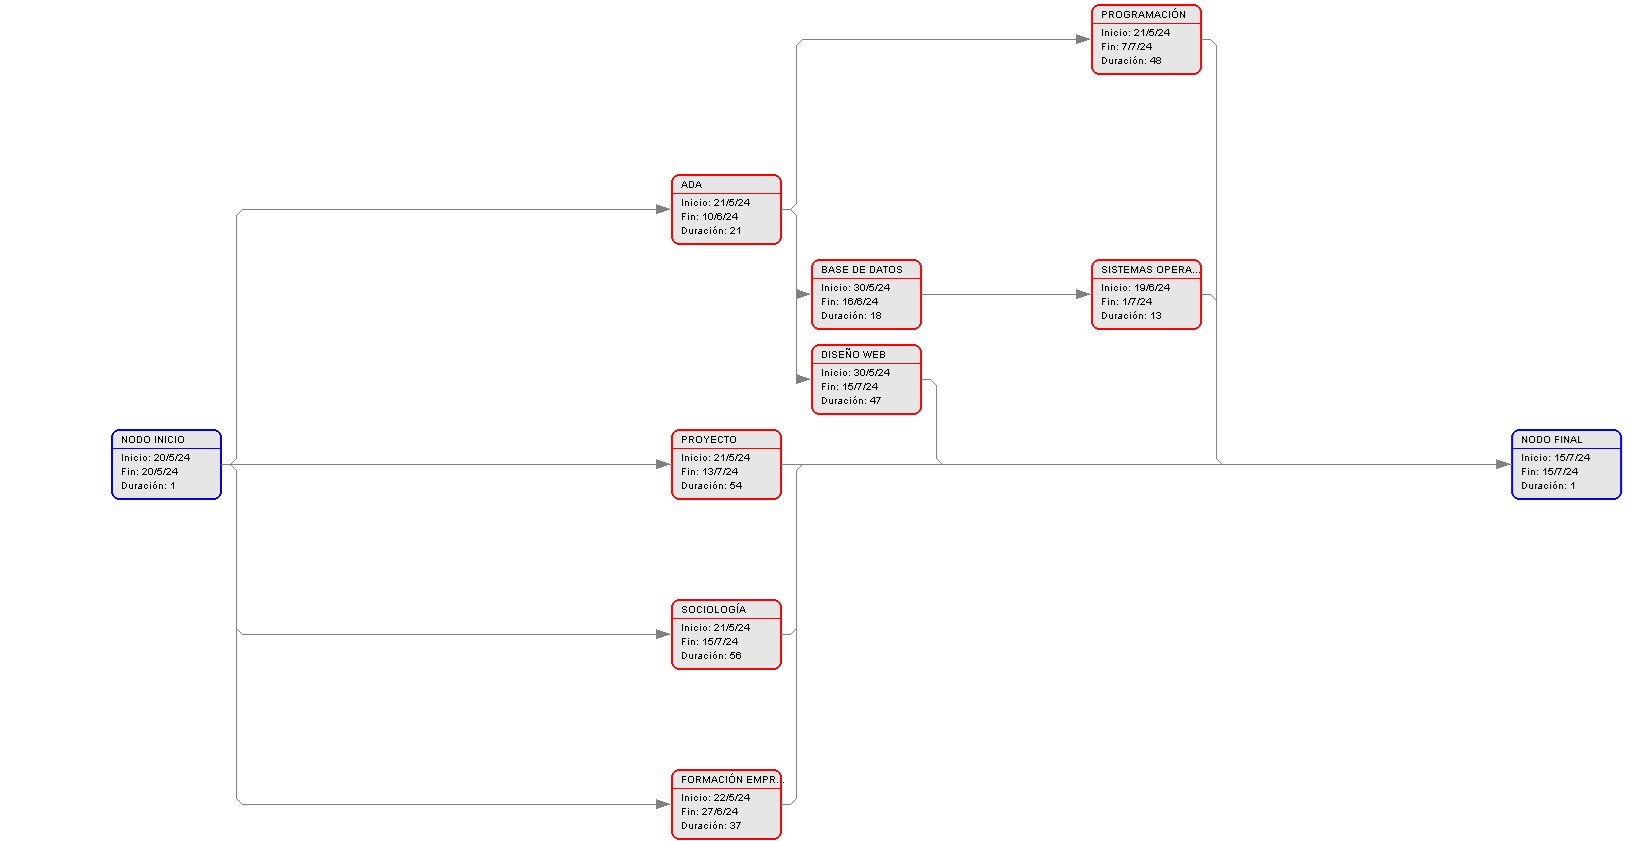 PROGRAMACIÓN
Inicio: 21/5/24
Fin: 7/7/24
Duración: 48
ADA
Inicio: 21/5/24
Fin: 10/6/24
Duración: 21
BASE DE DATOS
Inicio: 30/5/24
Fin: 16/6/24
Duración: 18
SISTEMAS OPERA...
Inicio: 19/6/24
Fin: 1/7/24
Duración: 13
DISEÑO WEB
Inicio: 30/5/24
Fin: 15/7/24
Duración: 47
NODO INICIO
Inicio: 20/5/24
Fin: 20/5/24
Duración: 1
PROYECTO
Inicio: 21/5/24
Fin: 13/7/24
Duración: 54
NODO FINAL
Inicio: 15/7/24
Fin: 15/7/24
Duración: 1
SOCIOLOGÍA
Inicio: 21/5/24
Fin: 15/7/24
Duración: 56
FORMACIÓN EMPR...
Inicio: 22/5/24
Fin: 27/6/24
Duración: 37